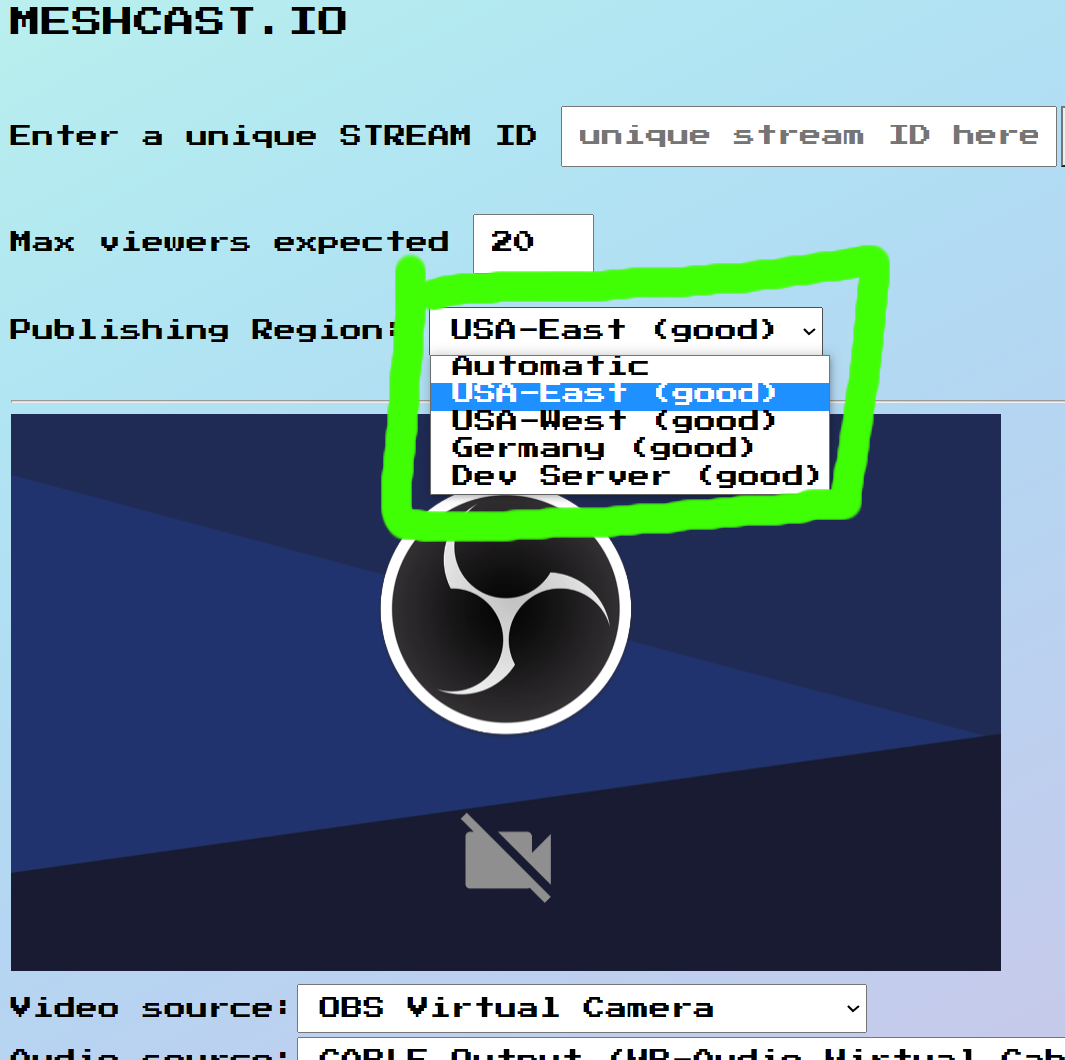 MESHCAST.IO
Enter a unique STREAM ID unique stream ID here
Max viewers expected 20
Publishing Region: USA-East (good)
Automatic
USA-East (good)
USA-West (good)
Germany (good)
Dev Server (good)
Video source: OBS Virtual Camera
Audio source: CABLE Output (VB-Audio Virtual Cab